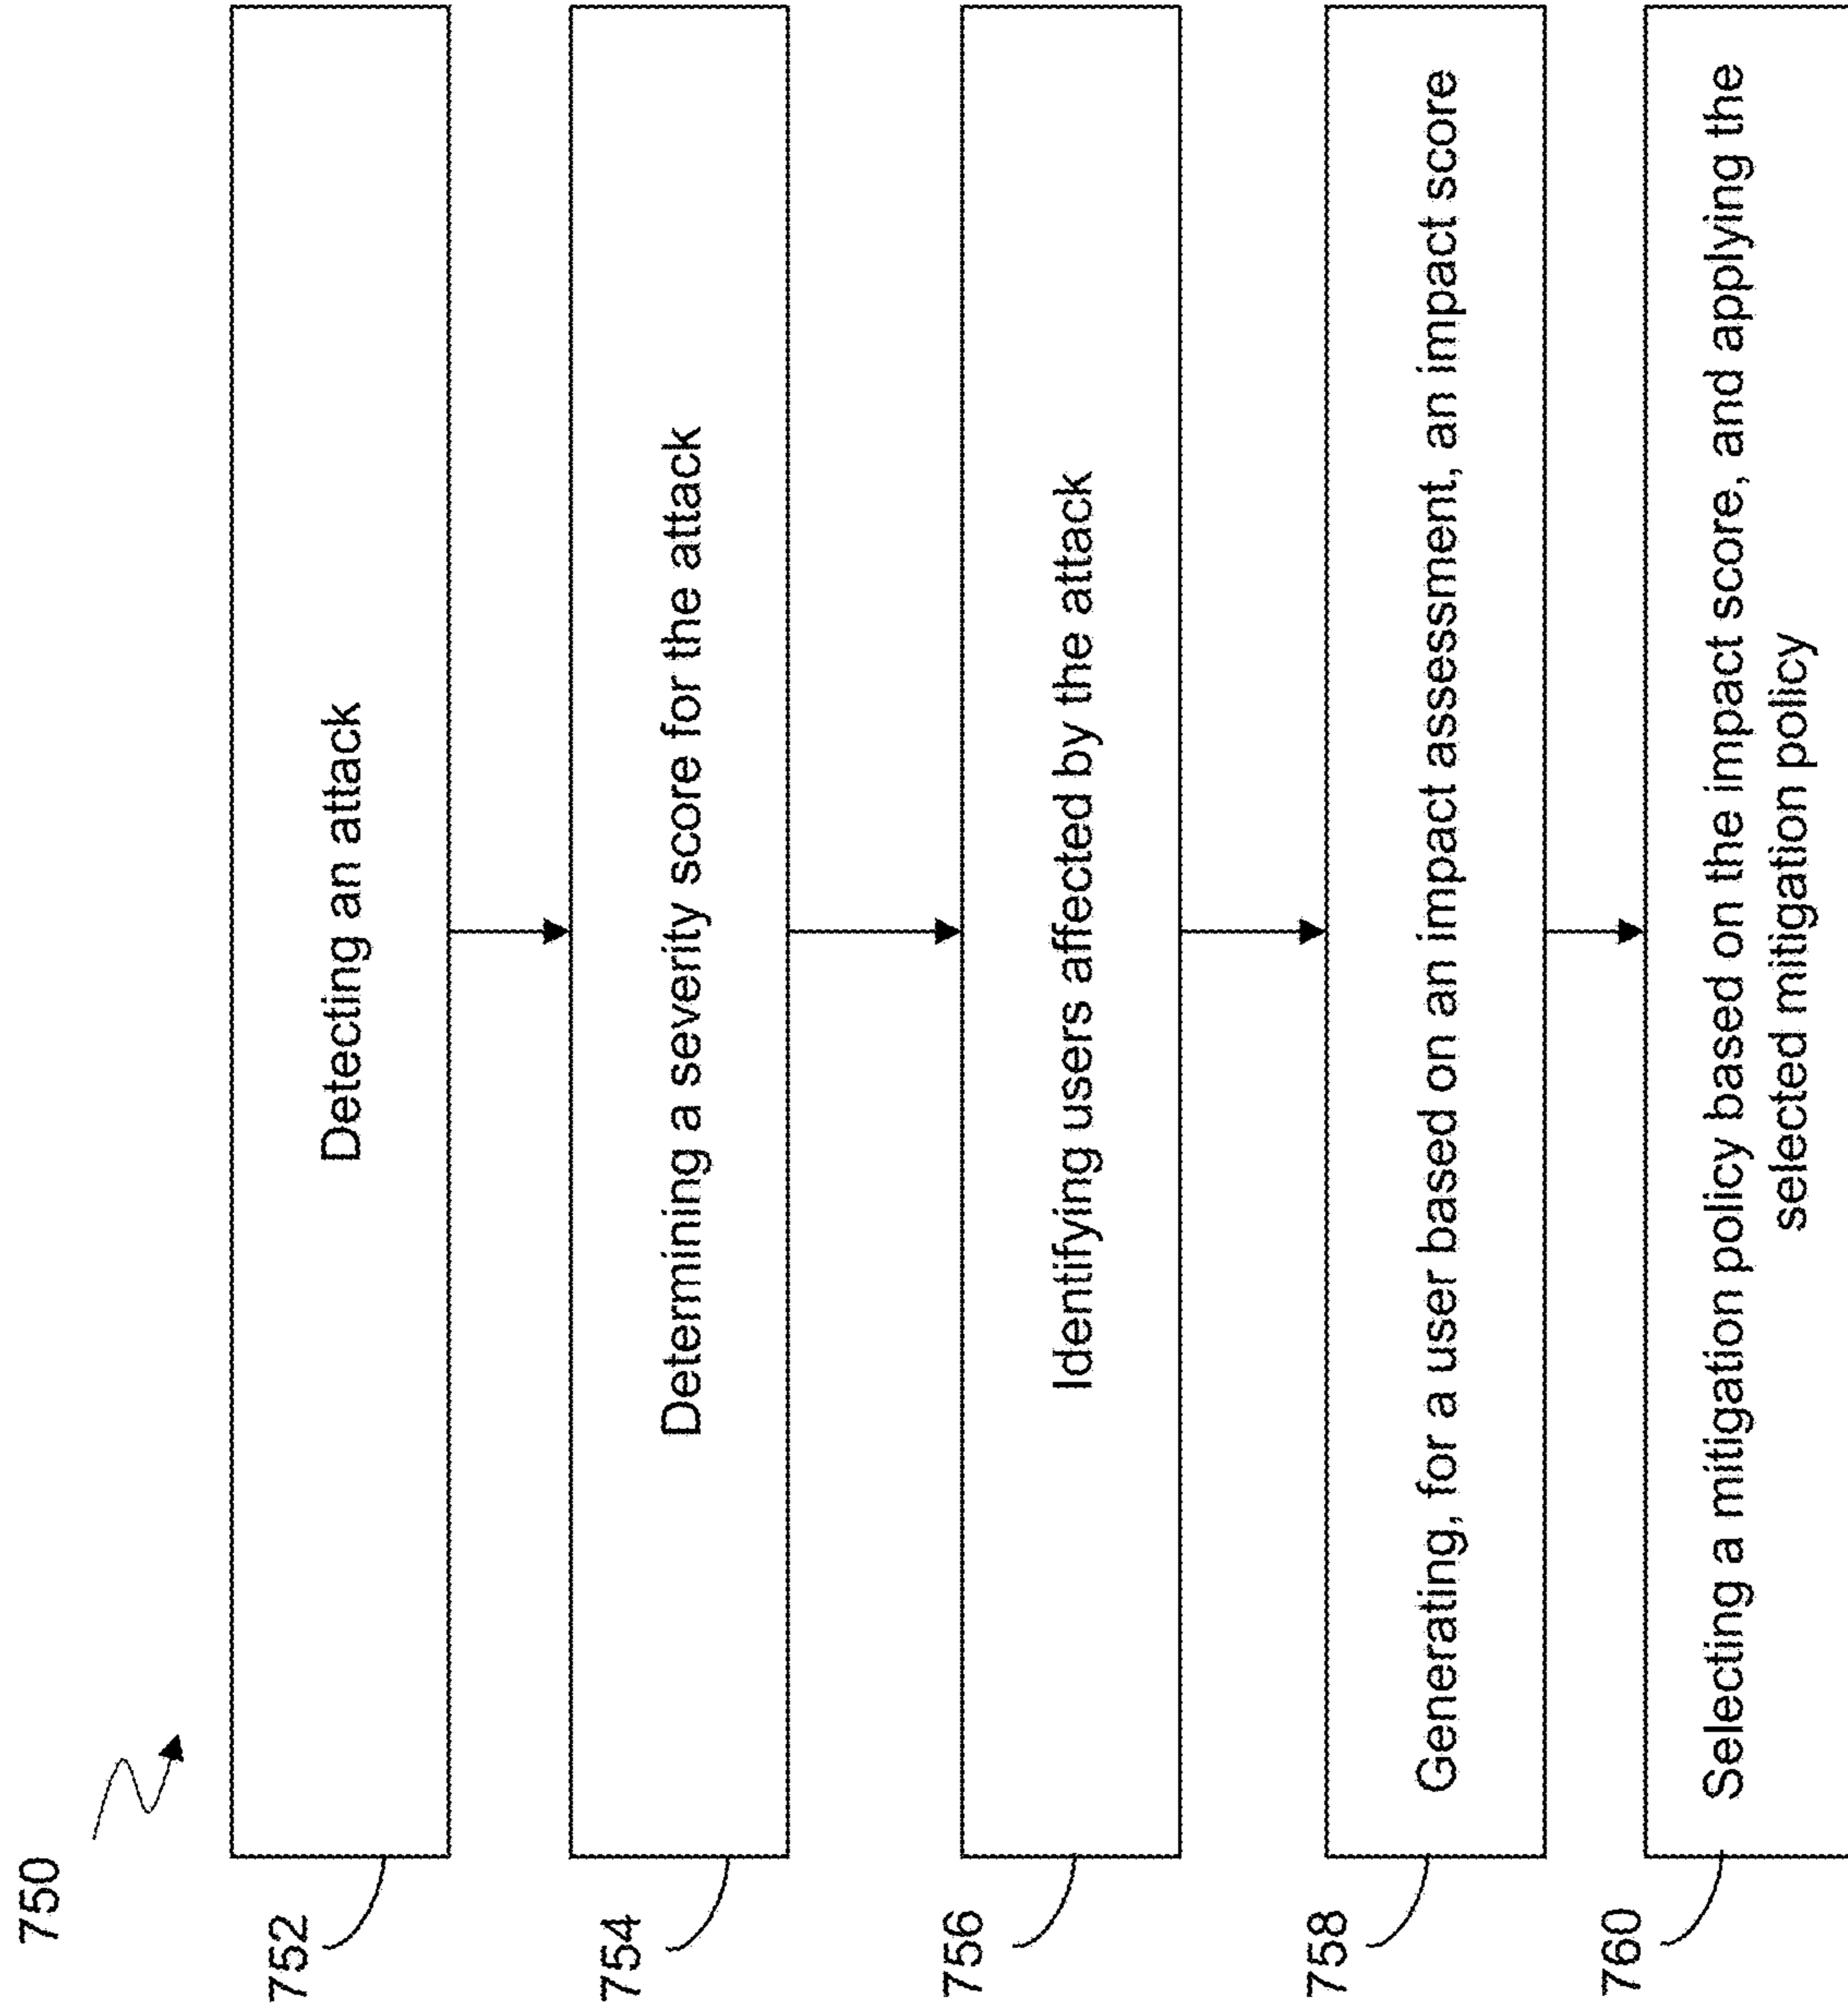 750
752
Detecting an attack
754
Determining a severity score for the attack
756
Identifying users affected by the attack
758
Generating, for a user based on an impact assessment, an impact score
760
Selecting a mitigation policy based on the impact score, and applying the
selected mitigation policy